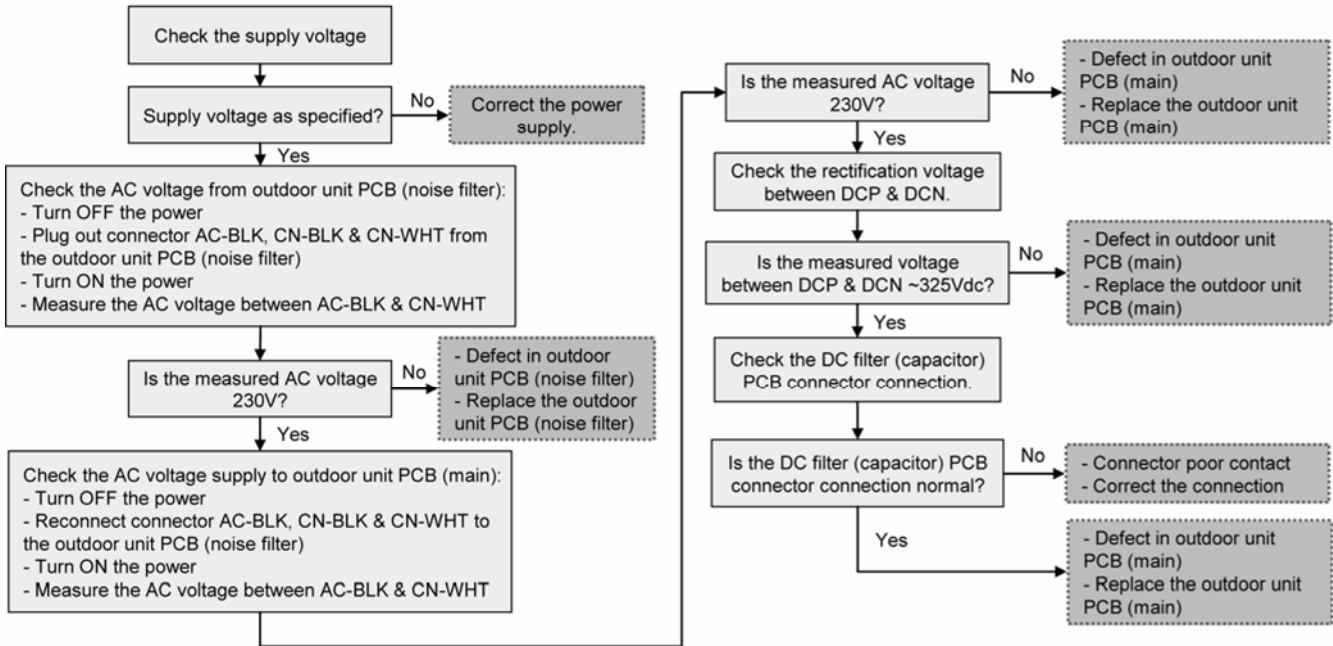 Check the supply voltage
Supply voltage as specified?
No
Correct the power
supply.
Yes
Check the AC voltage from outdoor unit PCB (noise filter):
- Turn OFF the power
- Plug out connector AC-BLK, CN-BLK & CN-WHT from
the outdoor unit PCB (noise filter)
- Turn ON the power
- Measure the AC voltage between AC-BLK & CN-WHT
Is the measured AC voltage
230V?
No
- Defect in outdoor
unit PCB (noise filter)
- Replace the outdoor
unit PCB (noise filter)
Yes
Check the AC voltage supply to outdoor unit PCB (main):
- Turn OFF the power
- Reconnect connector AC-BLK, CN-BLK & CN-WHT to
the outdoor unit PCB (noise filter)
- Turn ON the power
- Measure the AC voltage between AC-BLK & CN-WHT
Is the measured AC voltage
230V?
No
- Defect in outdoor unit
PCB (main)
- Replace the outdoor unit
PCB (main)
Yes
Check the rectification voltage
between DCP & DCN.
Is the measured voltage
between DCP & DCN ~325Vdc?
No
- Defect in outdoor unit
PCB (main)
- Replace the outdoor unit
PCB (main)
Yes
Check the DC filter (capacitor)
PCB connector connection.
Is the DC filter (capacitor) PCB
connector connection normal?
No
- Connector poor contact
- Correct the connection
Yes
- Defect in outdoor unit
PCB (main)
- Replace the outdoor unit
PCB (main)